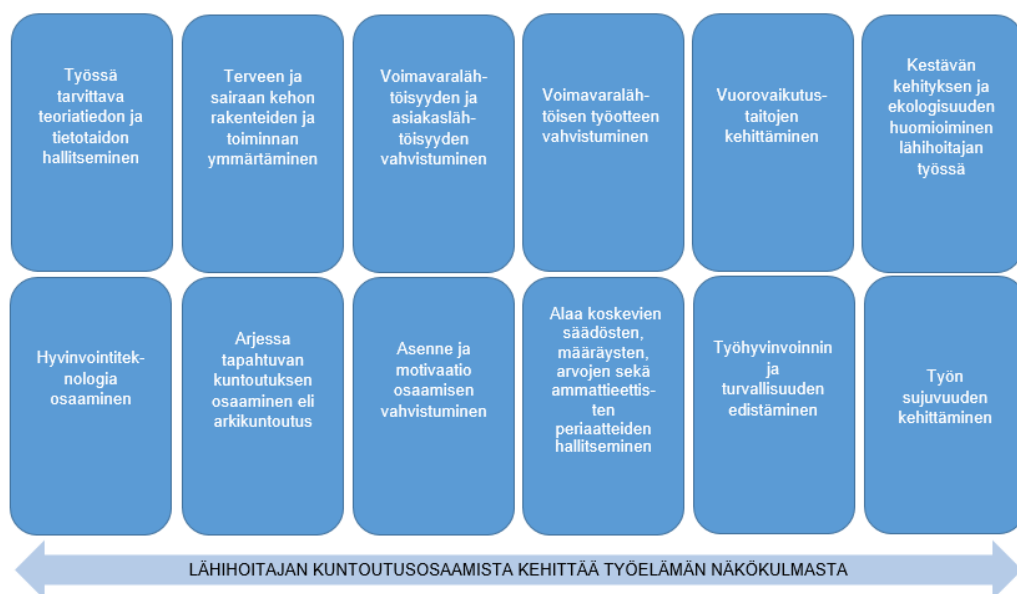 Työssä
tarvittava
teoriatiedon ja
tietotaidon
hallitseminen
Terveen ja
sairaan kehon
rakenteiden ja
toiminnan
ymmärtäminen
Voimavaraläh-
töisyyden ja
asiakasläh-
töisyyden
vahvistuminen
Voimavaraläh-
töisen työotteen
vahvistuminen
Vuorovaikutus-
taitojen
kehittäminen
Kestävän
kehityksen ja
ekologisuuden
huomioiminen
lähihoitajan
työssä
Hyvinvointitek-
nologia
osaaminen
Arjessa
tapahtuvan
kuntoutuksen
osaaminen eli
arkikuntoutus
Asenne ja
motivaatio
osaamisen
vahvistuminen
Alaa koskevien
säädösten,
määräysten,
arvojen sekä
ammattieettis-
ten
periaatteiden
hallitseminen
Työhyvinvoinnin
ja
turvallisuuden
edistäminen
Työn
sujuvuuden
kehittäminen
LÄHIHOITAJAN KUNTOUTUSOSAAMISTA KEHITTÄÄ TYÖELÄMÄN NÄKÖKULMASTA